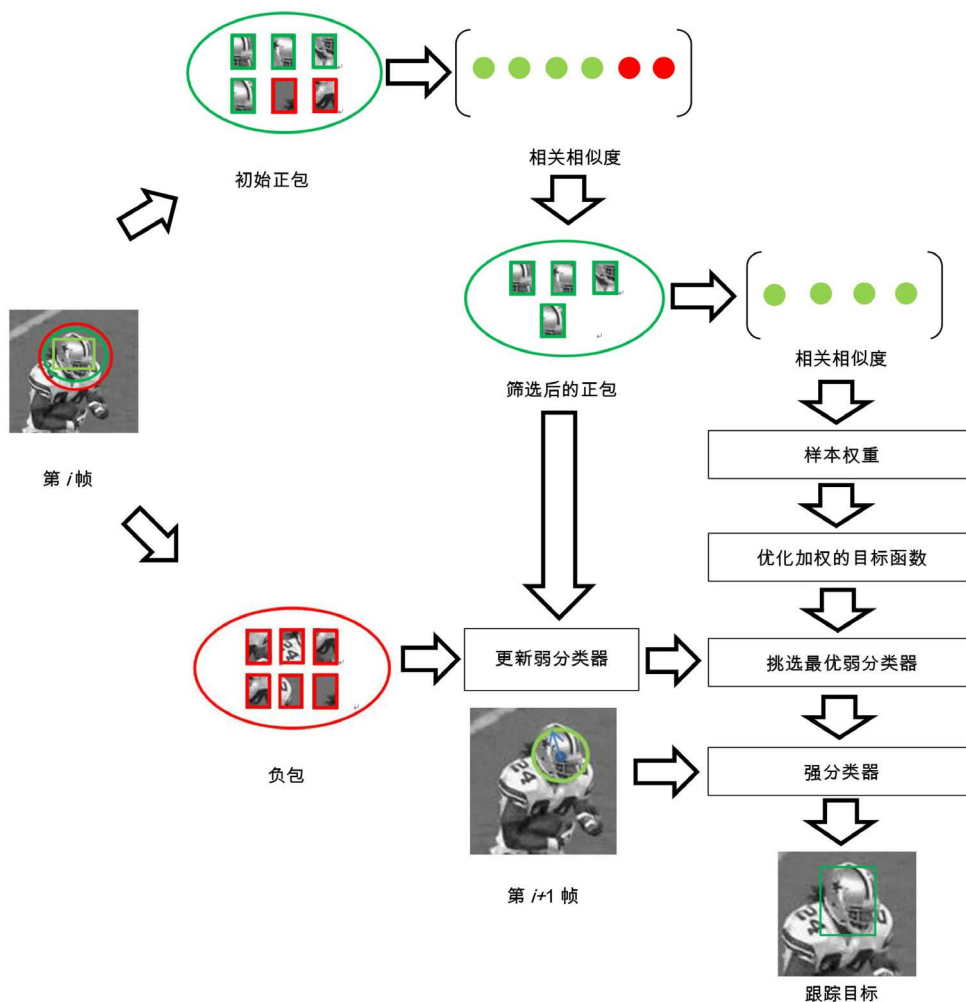 初始正包
相关相似度
筛选后的正包
相关相似度
第 i 帧
样本权重
优化加权的目标函数
更新弱分类器
挑选最优弱分类器
负包
强分类器
第 i+1 帧
跟踪目标
24
24
2